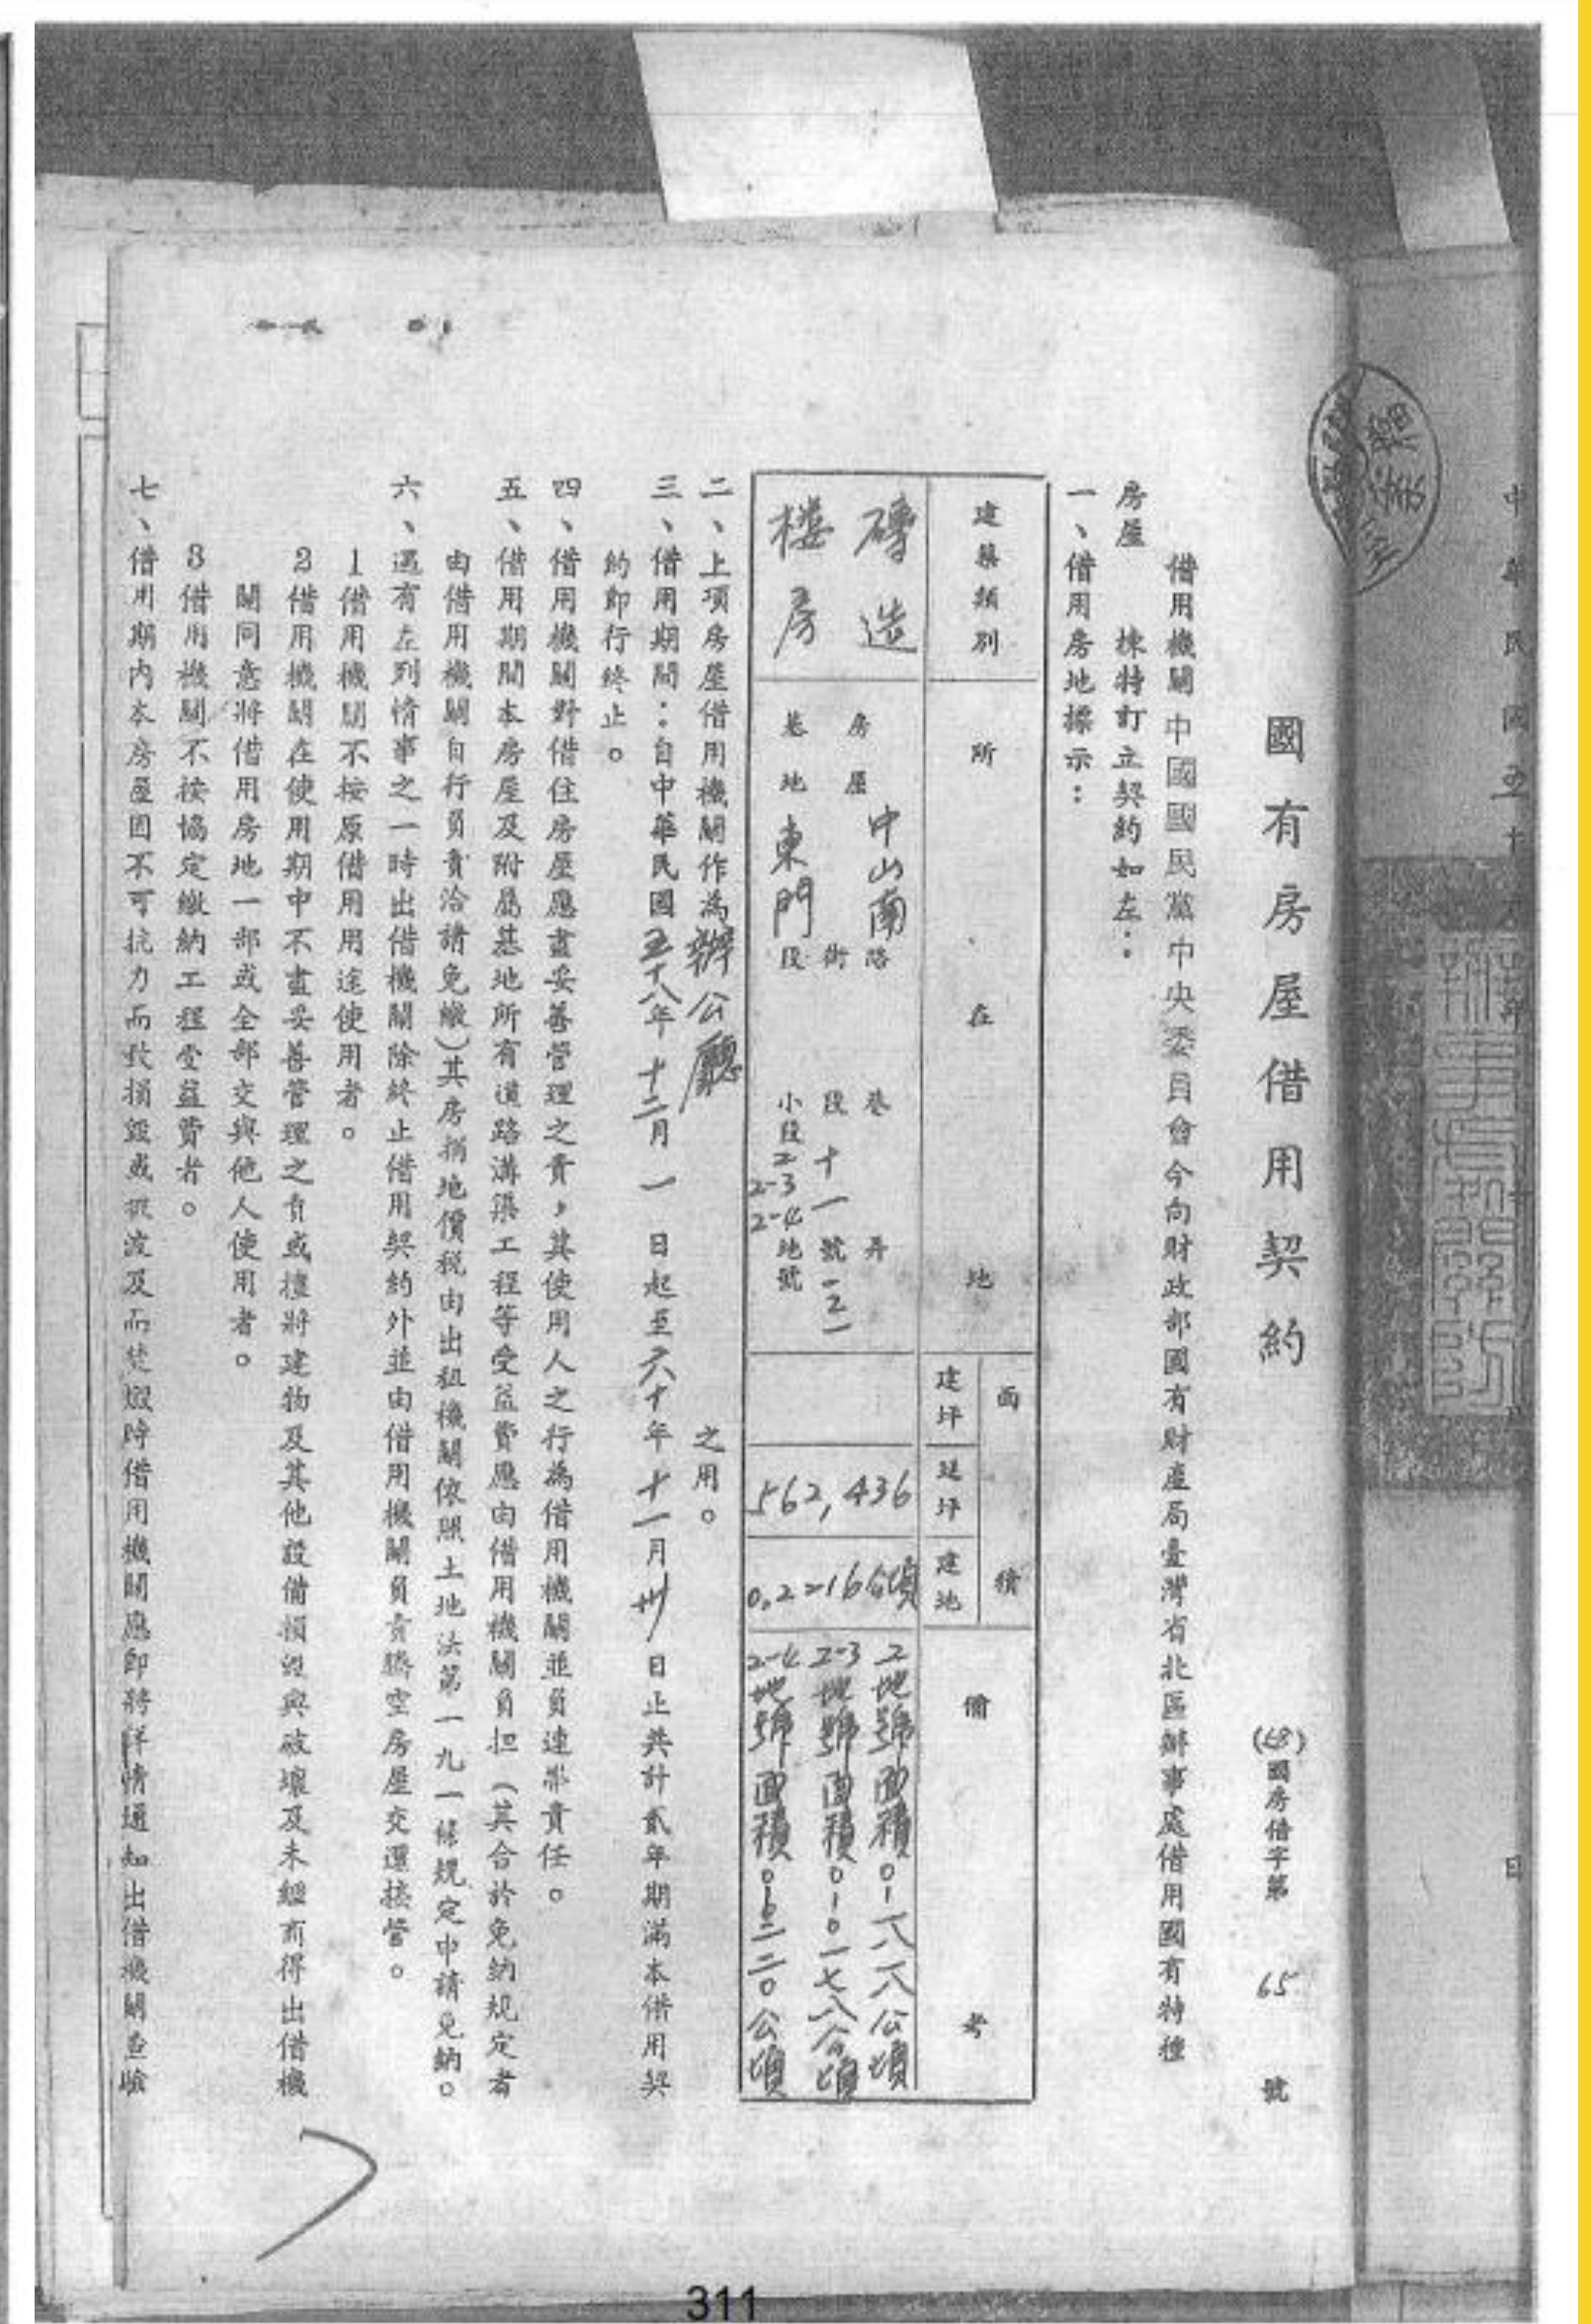 國有房屋借用契約
國房借字第 65 號
借用機關中國國民黨中央委員會今向財政部國有財產局臺灣省北區辦事處借用國有特種
房屋 棟特訂立契約如左：
一、借用房地標示：
建築類別
所在地
面積
建坪
延坪
建地
備考
磚造
樓房
房屋 中山南 路 街 巷 段 弄 十一 號
基地 東門 段 小段 2 2-3 2-4 地號
562,436
2地號面積
2-3地號面積
2-4地號面積
二、上項房屋借用機關作為辦公廳 之用。
三、借用期間：自中華民國五十八年十二月一日起至六十年十一月卅日止共計貳年期滿本借用契
約即行終止。
四、借用機關對借住房屋應盡妥善管理之責，其使用人之行為借用機關並負連帶責任。
五、借用期間本房屋及附屬基地所有道路溝渠工程等受益費應由借用機關負担（其合於免納規定者
由借用機關自行負責洽請免繳）其房捐地價稅由出租機關依照土地法第一九一條規定申請免納。
六、遇有左列情事之一時出借機關除終止借用契約外並由借用機關負責騰空房屋交還接管。
1借用機關不按原借用用途使用者。
2借用機關在使用期中不盡妥善管理之責或擅將建物及其他設備損毀與破壞及未經商得出借機
關同意將借用房地一部或全部交與他人使用者。
3借用機關不按協定繳納工程受益費者。
七、借用期內本房屋因不可抗力而致損毀或被波及而焚燬時借用機關應即將詳情通知出借機關查驗
中華民國五十
日
311